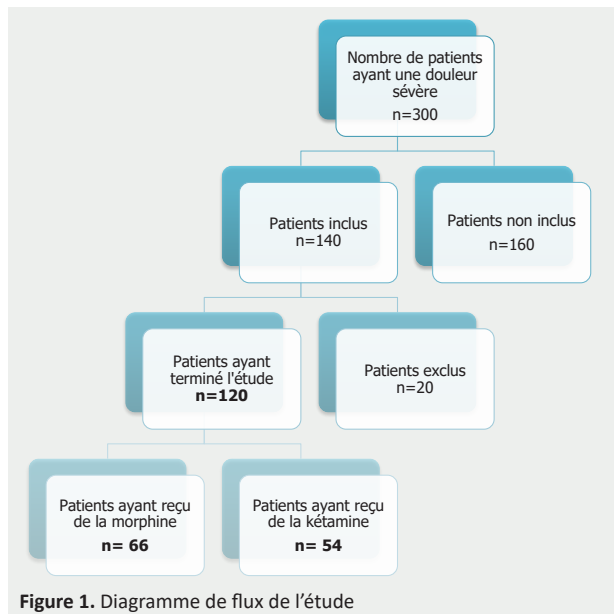 Nombre de patients
ayant une douleur
sévère
n=300
Patients inclus
n=140
Patients non inclus
n=160
Patients ayant
terminé l'étude
n=120
Patients exclus
n=20
Patients ayant reçu
de la morphine
n= 66
Patients ayant reçu
de la kétamine
n= 54
Figure 1. Diagramme de flux de l'étude